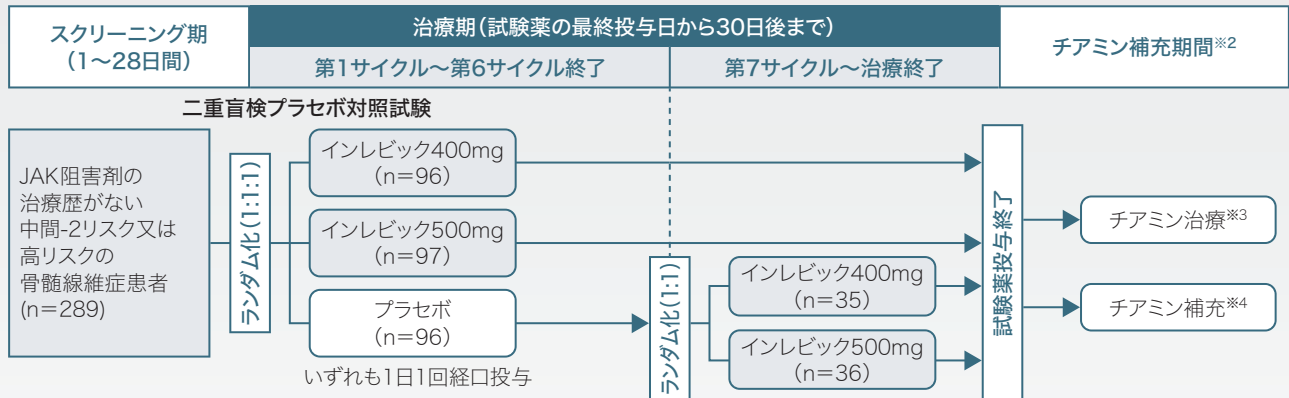 スクリーニング期
(1〜28日間)
治療期(試験薬の最終投与日から30日後まで)
第1サイクル〜第6サイクル終了
第7サイクル〜治療終了
チアミン補充期間※2
二重盲検プラセボ対照試験
JAK阻害剤の
治療歴がない
中間-2リスク又は
高リスクの
骨髄線維症患者
(n=289)
ランダム化(1:1:1)
インレビック400mg
(n=96)
インレビック500mg
(n=97)
プラセボ
(n=96)
いずれも1日1回経口投与
ランダム化(1:1)
インレビック400mg
(n=35)
インレビック500mg
(n=36)
試験薬投与終了
チアミン治療※3
チアミン補充※4